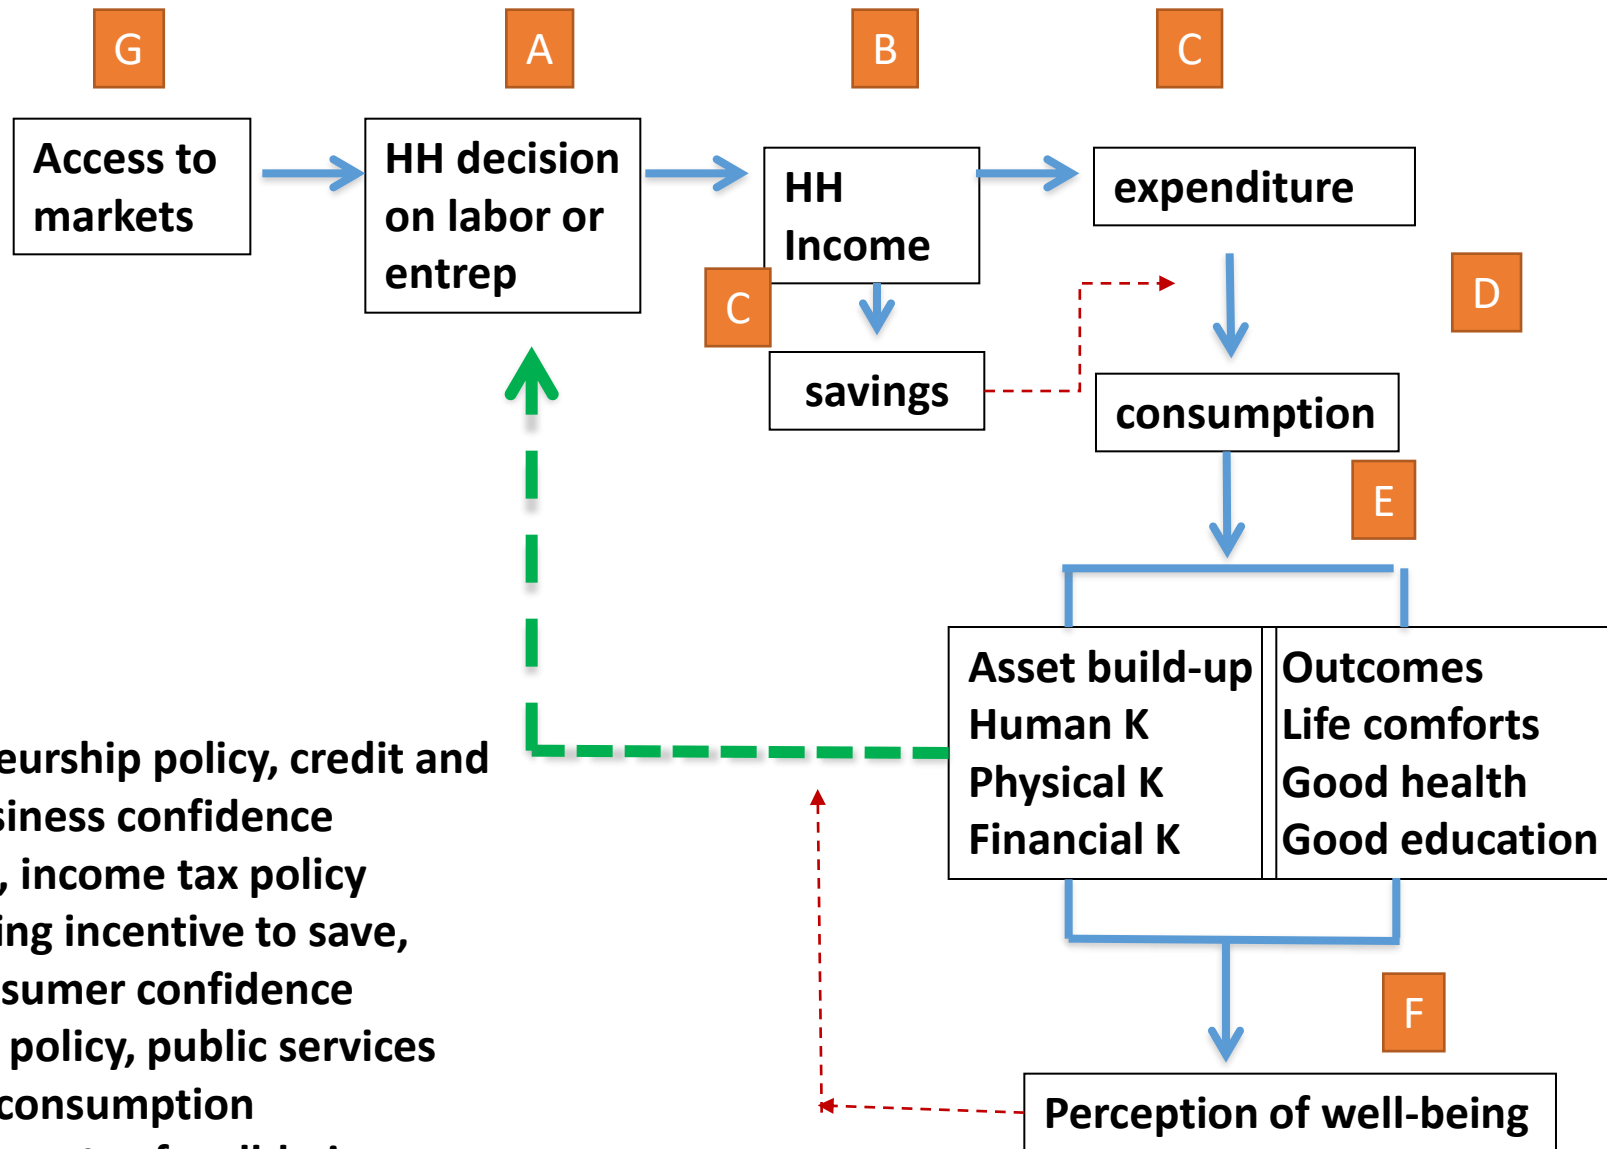 G
A
B
C
Access to
markets
HH decision
on labor or
entrep
HH
Income
expenditure
C
D
savings
consumption
E
Asset build-up
Human K
Physical K
Financial K
Outcomes
Life comforts
Good health
Good education
eurship policy, credit and
siness confidence
, income tax policy
ing incentive to save,
sumer confidence
policy, public services
consumption
F
Perception of well-being